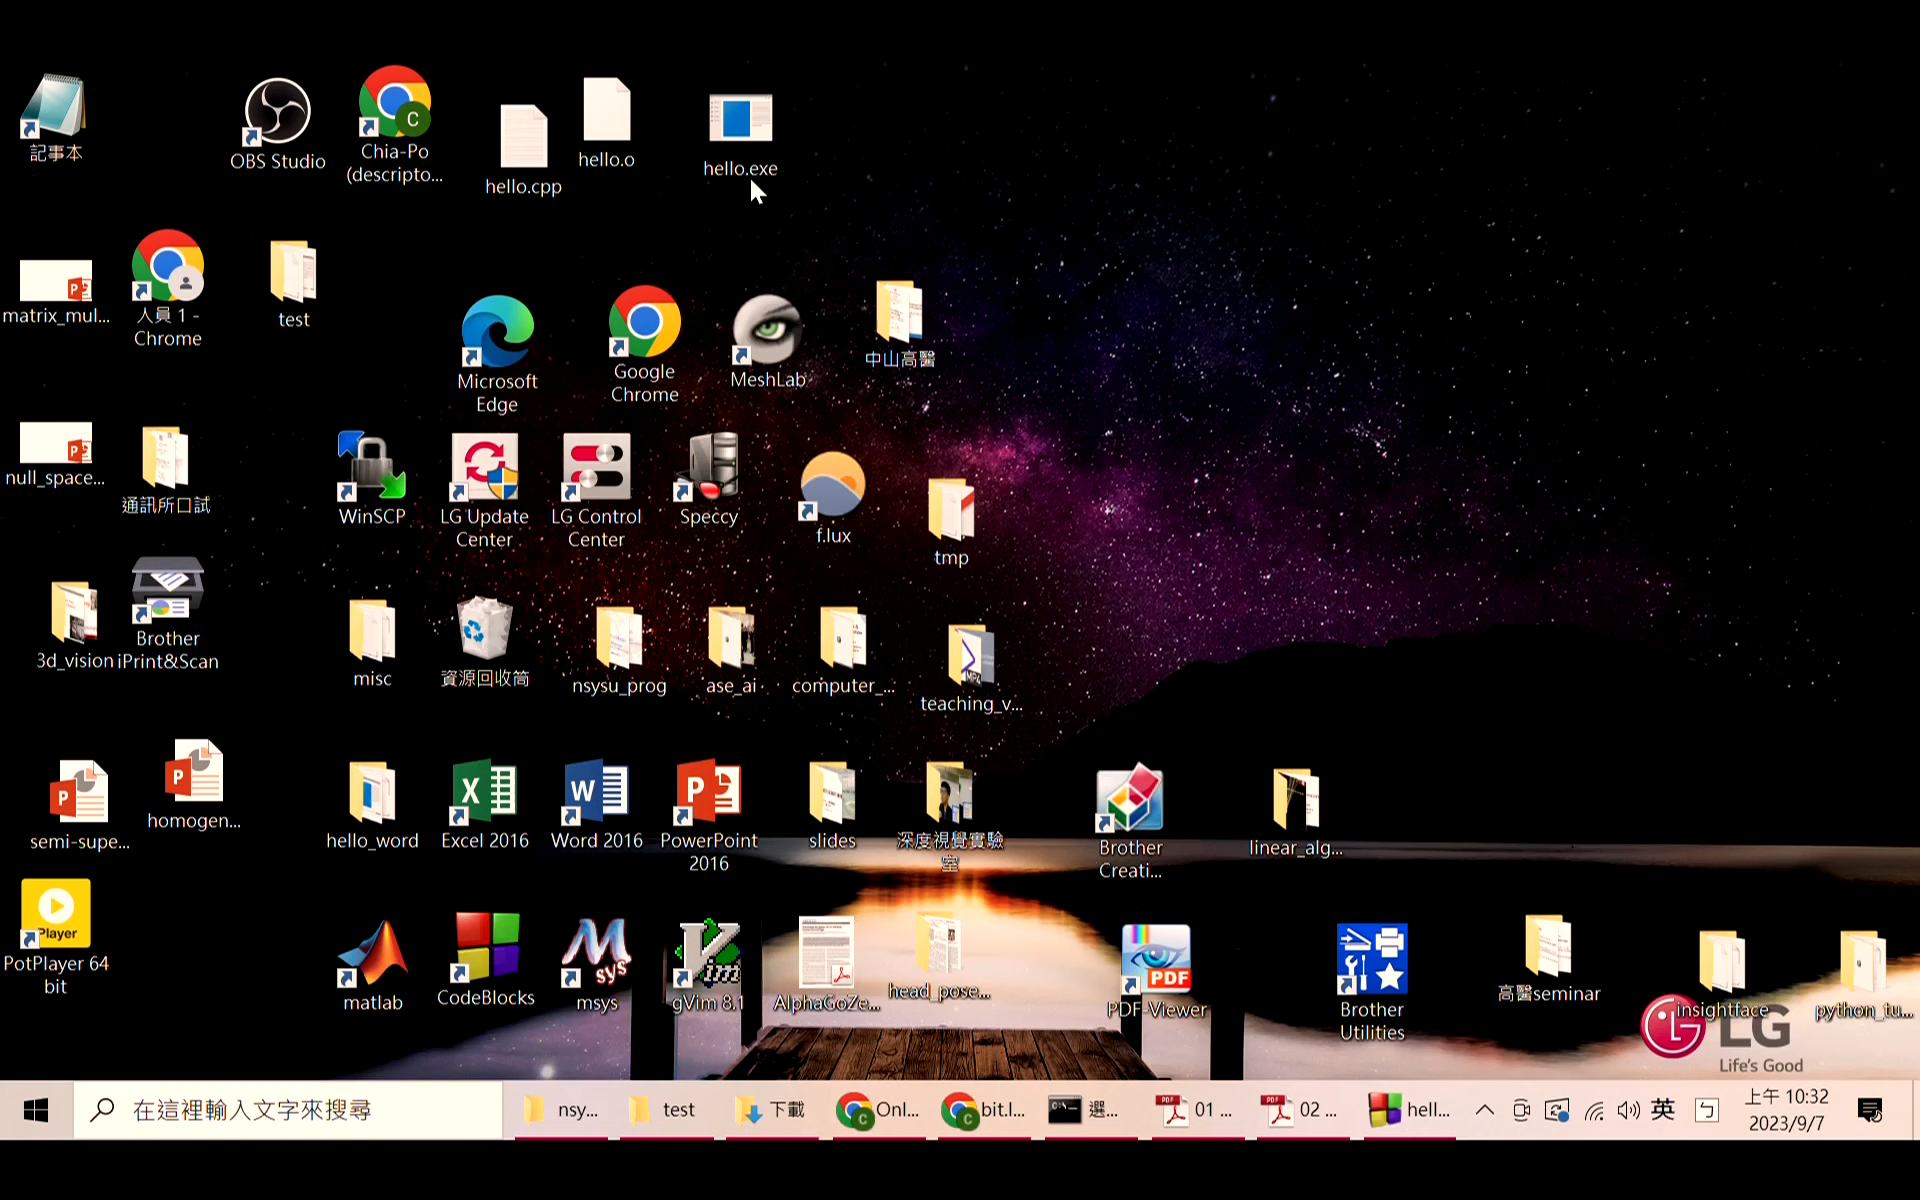 記事本
OBS Studio
Chia-Po
(descripto...
C
hello.cpp
hello.o
hello.exe
matrix_mul...
人員 1 -
Chrome
test
Microsoft
Edge
Google
Chrome
MeshLab
中山高醫
null_space...
通訊所口試
WinSCP
LG Update
Center
LG Control
Center
Speccy
f.lux
tmp
3d_vision
Brother
iPrint&Scan
misc
資源回收筒
nsysu_prog
ase_ai
computer_...
MP4
teaching_v...
semi-supe...
homogen...
hello_word
Excel 2016
Word 2016
PowerPoint
2016
slides
深度視覺實驗
室
Brother
Creati...
linear_alg...
Player
PotPlayer 64
bit
matlab
CodeBlocks
msys
gVim 8.1
AlphaGoZe...
head_pose...
PDF
PDF-Viewer
Brother
Utilities
高醫seminar
insightface
python_tu...
LG
Life's Good
在這裡輸入文字來搜尋
nsy...
test
下載
Onl...
bit.l...
選...
01 ...
02 ...
hell...
英
ㄅ
上午 10:32
2023/9/7